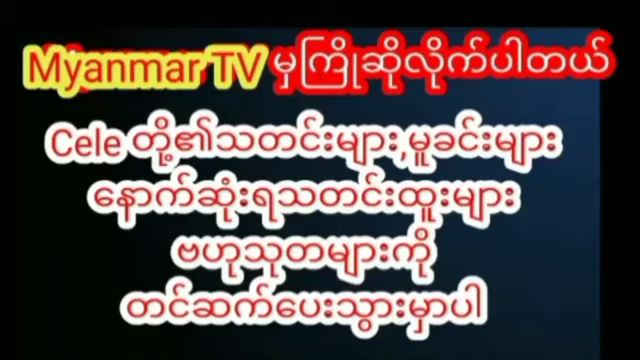 Myanmar TV မှကြိုဆိုလိုက်ပါတယ်
Cele တို့၏သတင်းများ,မူခင်းများ
နောက်ဆုံးရသတင်းထူးများ
ဗဟုသုတများကို
တင်ဆက်ပေးသွားမှာပါ